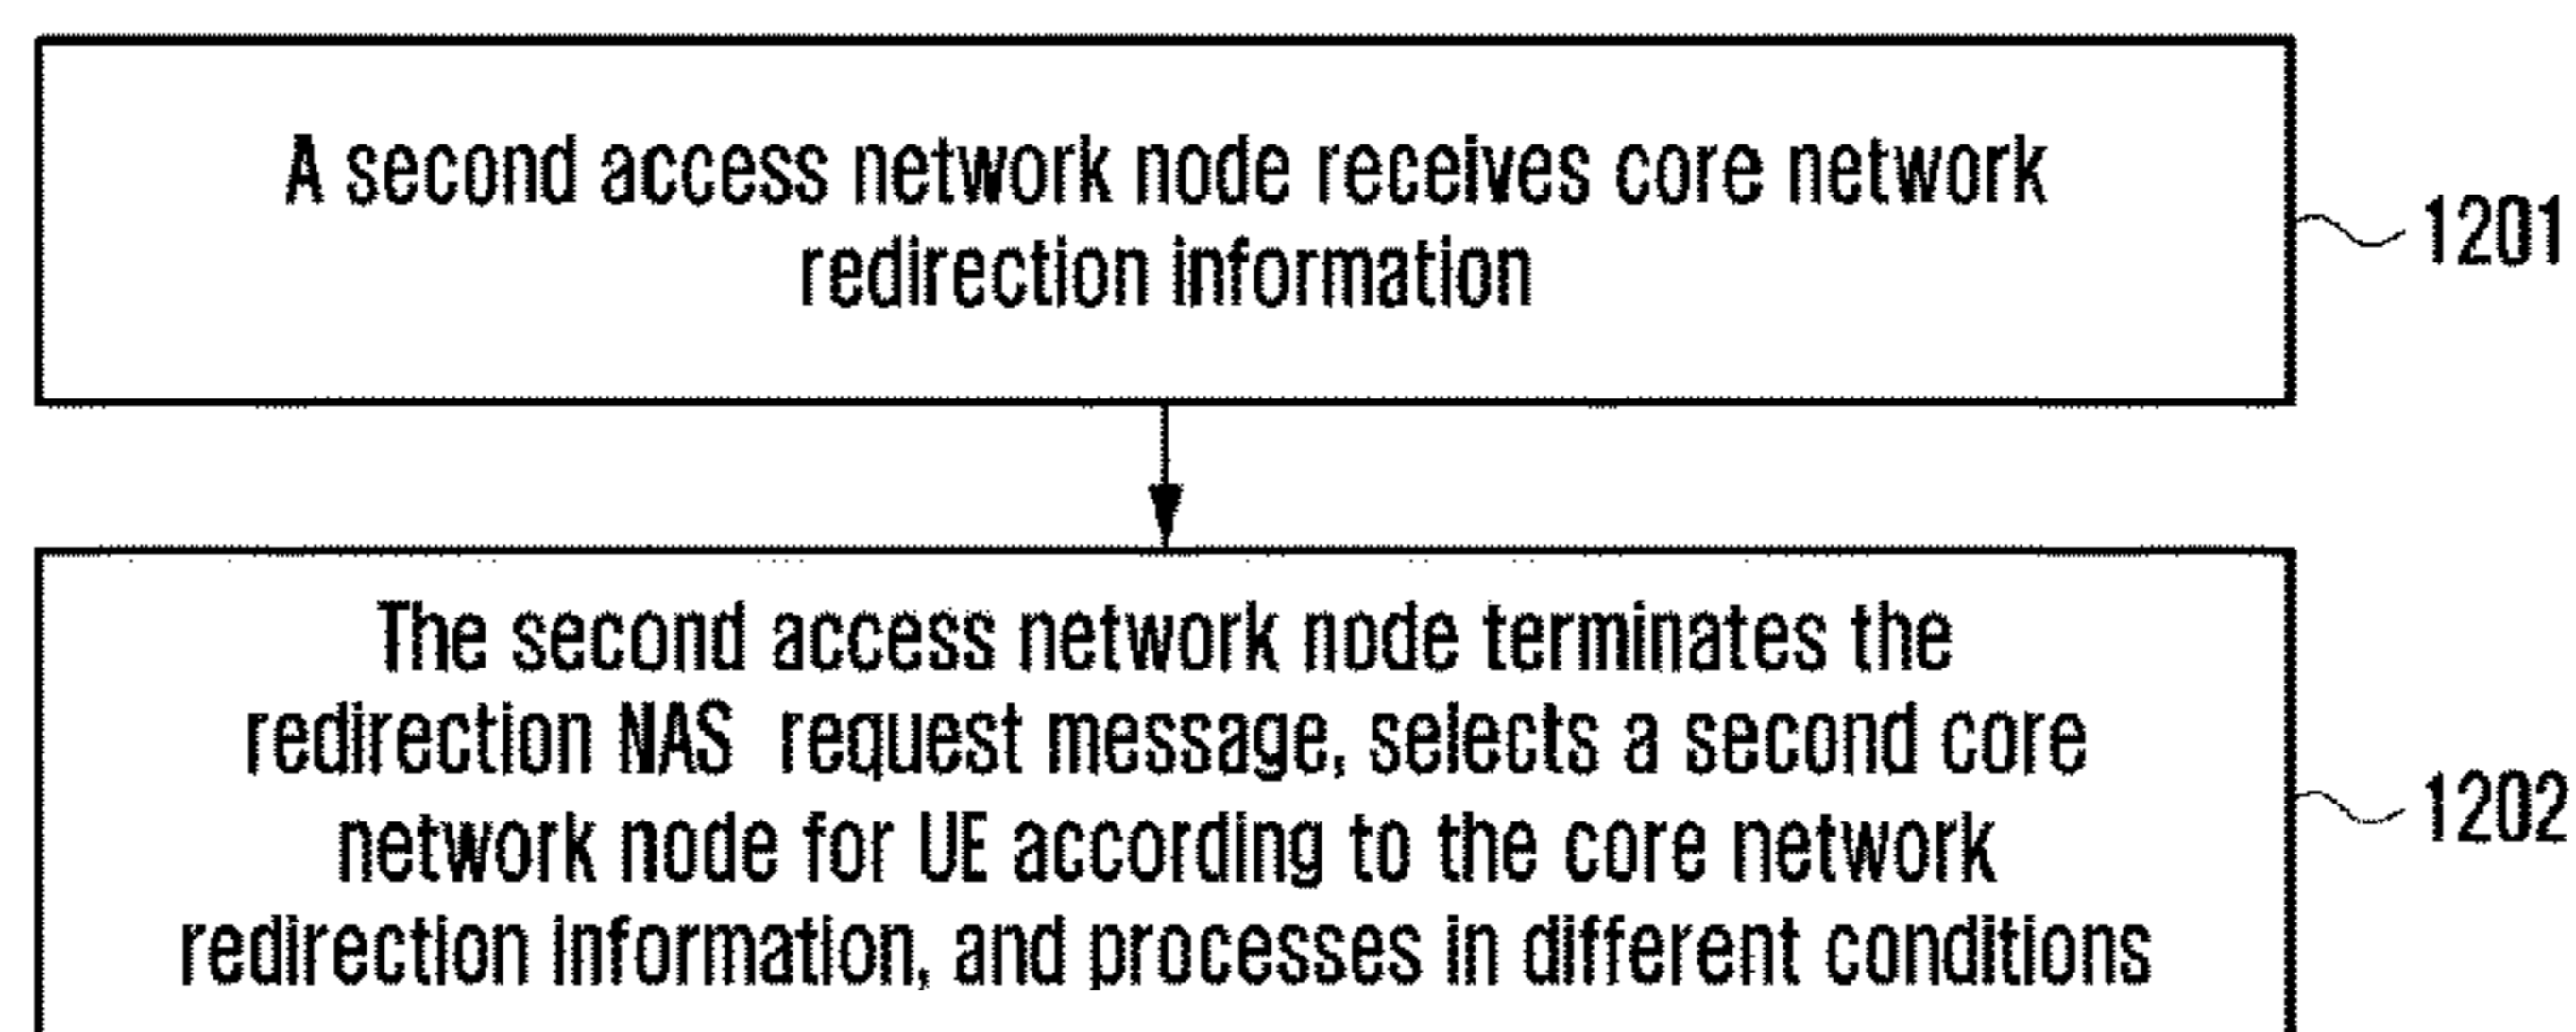 A second access network node receives core network
redirection information
1201
The second access network node terminates the
redirection NAS request message, selects a second core
network node for UE according to the core network
redirection information, and processes in different conditions
1202